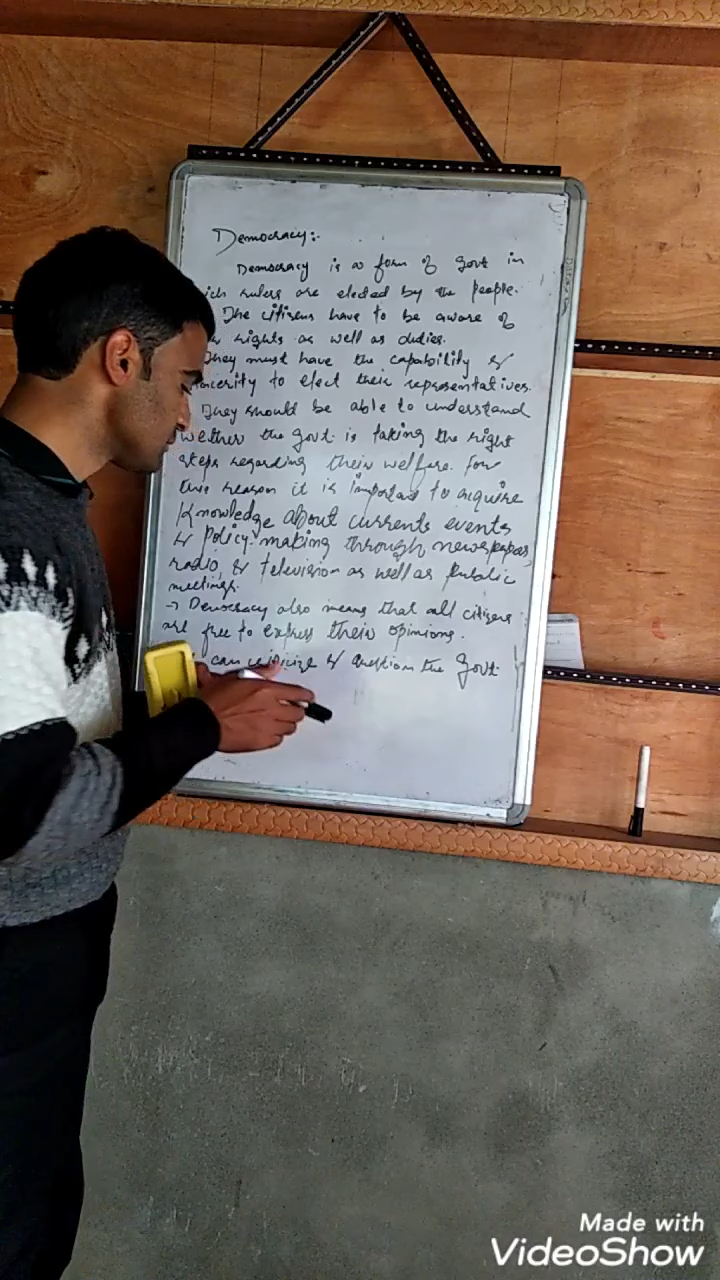 Democracy:-
Democracy is a form of Govt in
ich rulers are elected by the people.
The citizens have to be aware of
rights as well as duties.
They must have the capability &
ncerity to elect their representatives.
They should be able to understand
wether the Govt. is taking the right
steps regarding their welfare. For
this reason it is important to aquire
Knowledge about currents events
& Policy-making through newspapers,
radio, & television as well as Public
meetings.
→ Democracy also means that all citizens
are free to express their opinions.
can criticize & question the Govt
Made with
VideoShow